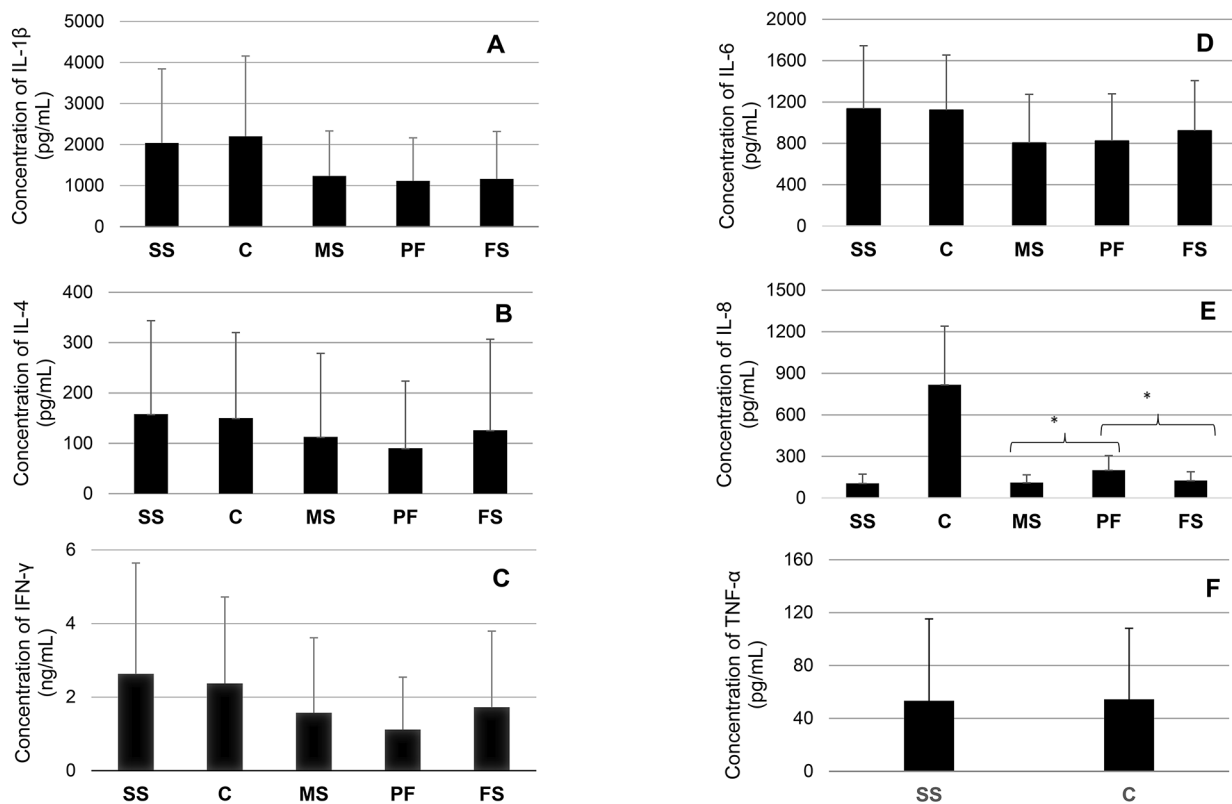 Concentration of IL-1β
(pg/mL)
5000
4000
3000
2000
1000
0
A
SS C MS PF FS
Concentration of IL-4
(pg/mL)
400
300
200
100
0
B
SS C MS PF FS
Concentration of IFN-γ
(ng/mL)
6
4
2
0
C
SS C MS PF FS
Concentration of IL-6
(pg/mL)
2000
1600
1200
800
400
0
D
SS C MS PF FS
Concentration of IL-8
(pg/mL)
1500
1200
900
600
300
0
E
* *
SS C MS PF FS
Concentration of TNF-α
(pg/mL)
160
120
80
40
0
F
SS C